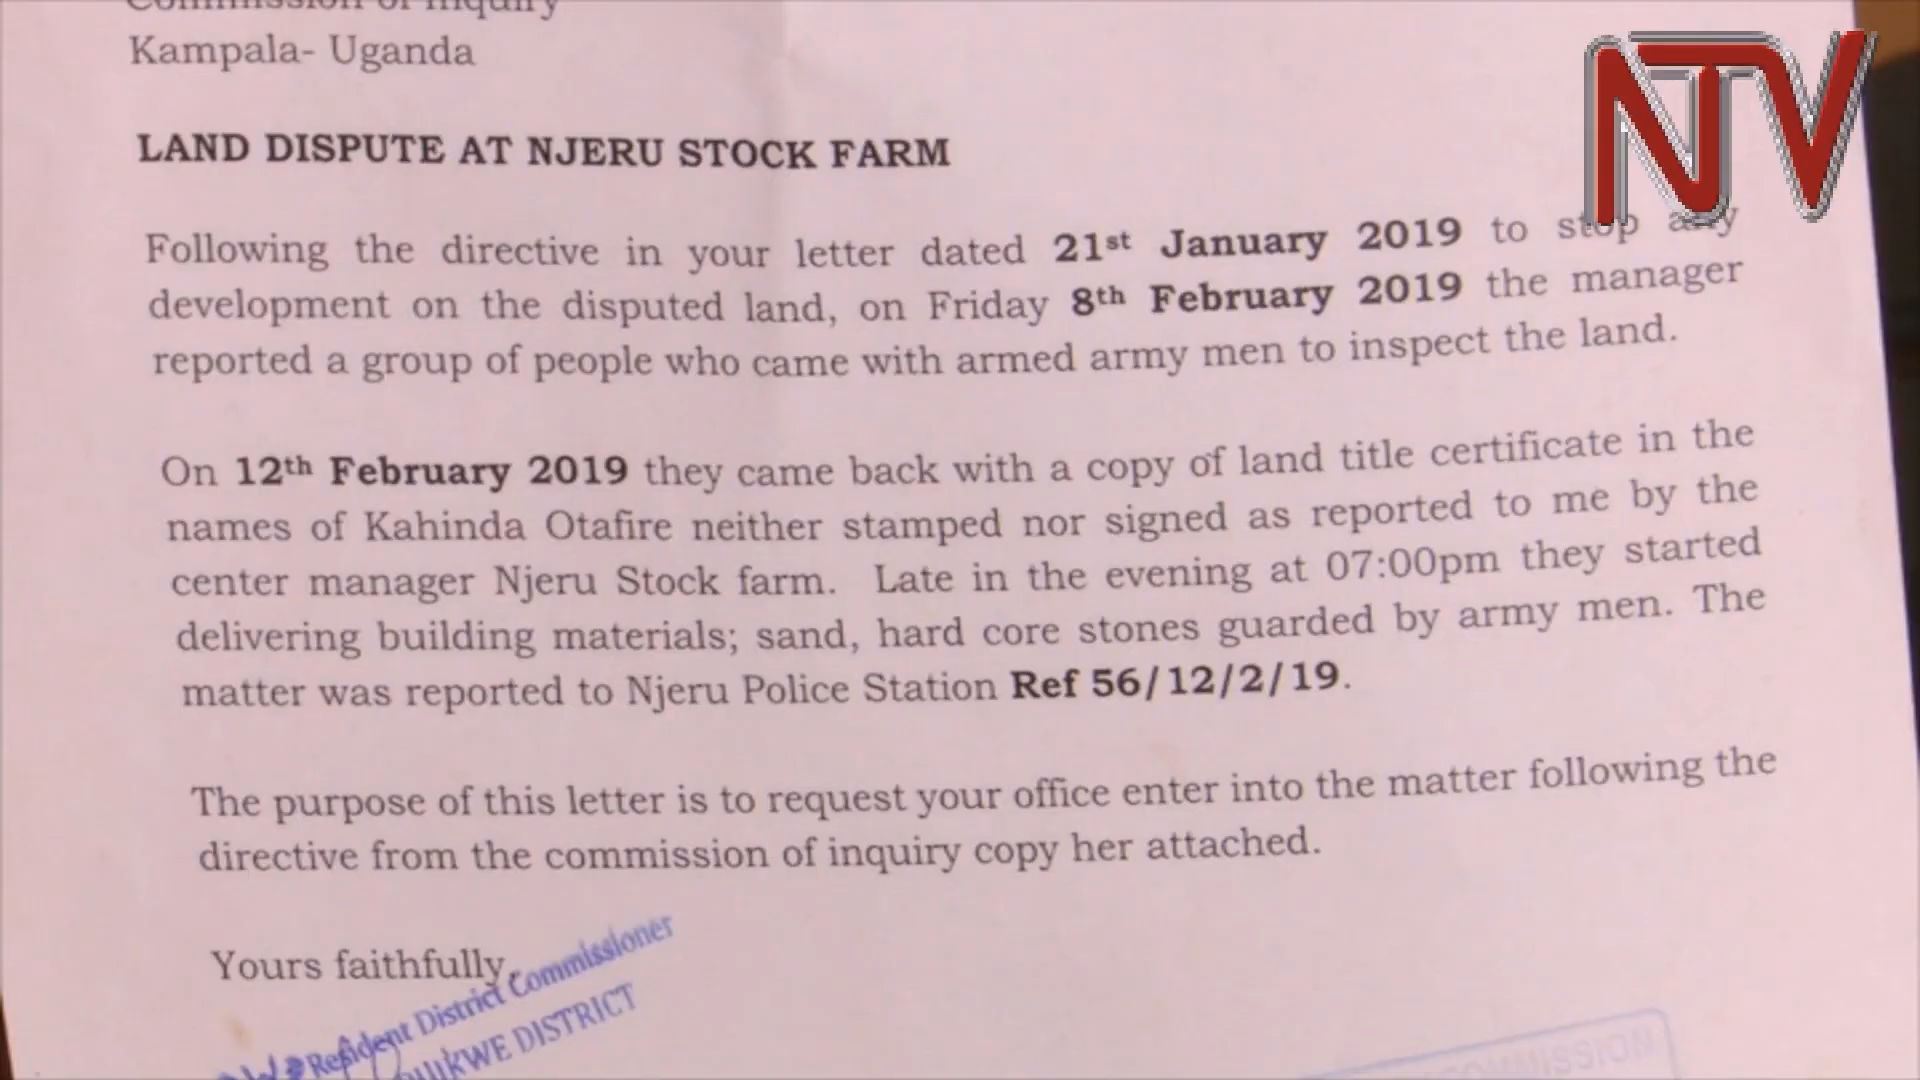 Commission of Inquiry
Kampala- Uganda
NTV
LAND DISPUTE AT NJERU STOCK FARM
Following the directive in your letter dated 21st January 2019 to stop any
development on the disputed land, on Friday 8th February 2019 the manager
reported a group of people who came with armed army men to inspect the land.
On 12th February 2019 they came back with a copy of land title certificate in the
names of Kahinda Otafire neither stamped nor signed as reported to me by the
center manager Njeru Stock farm. Late in the evening at 07:00pm they started
delivering building materials; sand, hard core stones guarded by army men. The
matter was reported to Njeru Police Station Ref 56/12/2/19.
The purpose of this letter is to request your office enter into the matter following the
directive from the commission of inquiry copy her attached.
Yours faithfully,
Resident District Commissioner
DISTRICT
COMMISSION